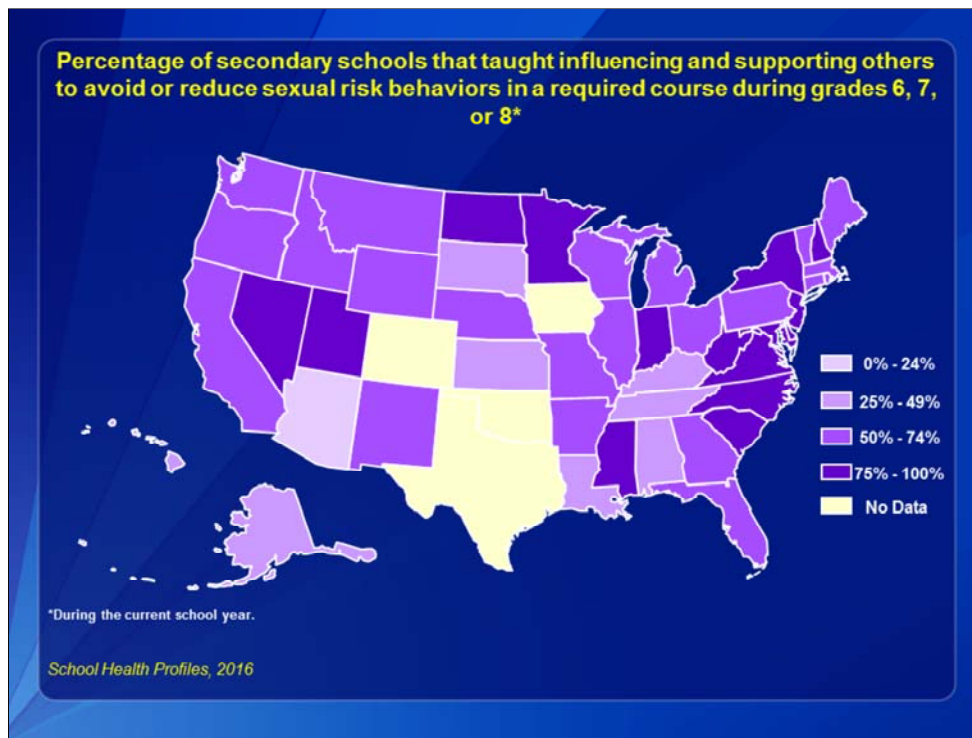 Percentage of secondary schools that taught influencing and supporting others
to avoid or reduce sexual risk behaviors in a required course during grades 6, 7,
or 8*
0% - 24%
25% - 49%
50% - 74%
75% - 100%
No Data
*During the current school year.
School Health Profiles, 2016